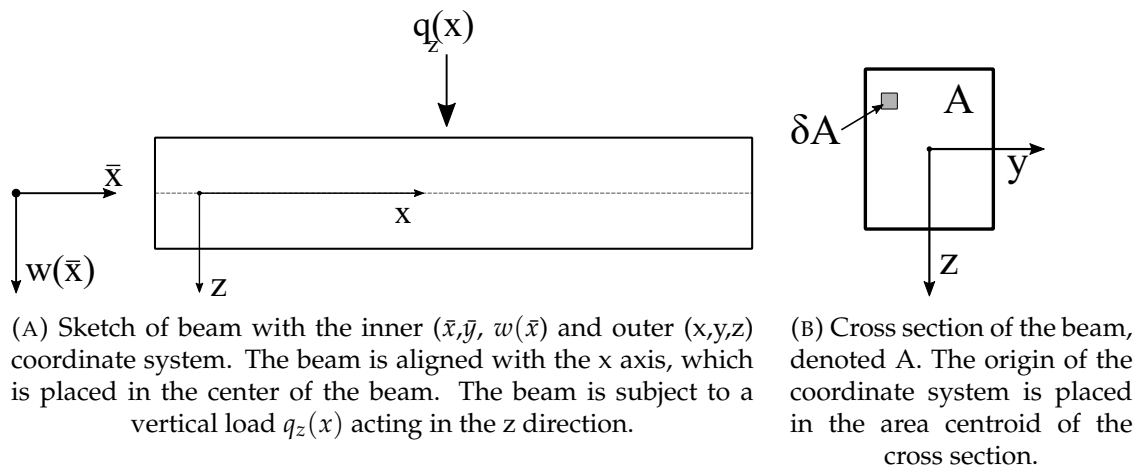 q_z(x)
x̄
w(x̄)
x
z
A
δA
y
z
(A) Sketch of beam with the inner (x̄,ȳ, w(x̄) and outer (x,y,z)
coordinate system. The beam is aligned with the x axis, which
is placed in the center of the beam. The beam is subject to a
vertical load q_z(x) acting in the z direction.
(B) Cross section of the beam,
denoted A. The origin of the
coordinate system is placed
in the area centroid of the
cross section.